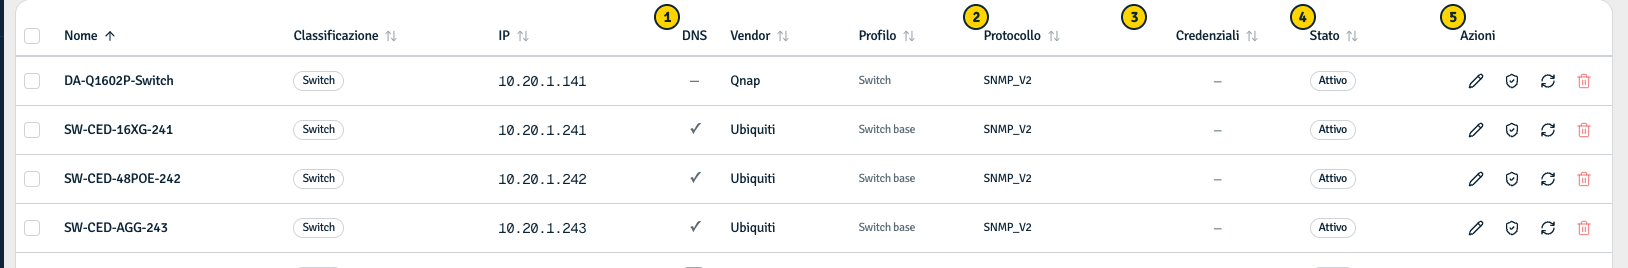 1 2 3 4 5
Nome Classificazione IP DNS Vendor Profilo Protocollo Credenziali Stato Azioni
DA-Q1602P-Switch Switch 10.20.1.141 – Qnap Switch SNMP_V2 – Attivo
SW-CED-16XG-241 Switch 10.20.1.241 ✓ Ubiquiti Switch base SNMP_V2 – Attivo
SW-CED-48POE-242 Switch 10.20.1.242 ✓ Ubiquiti Switch base SNMP_V2 – Attivo
SW-CED-AGG-243 Switch 10.20.1.243 ✓ Ubiquiti Switch base SNMP_V2 – Attivo